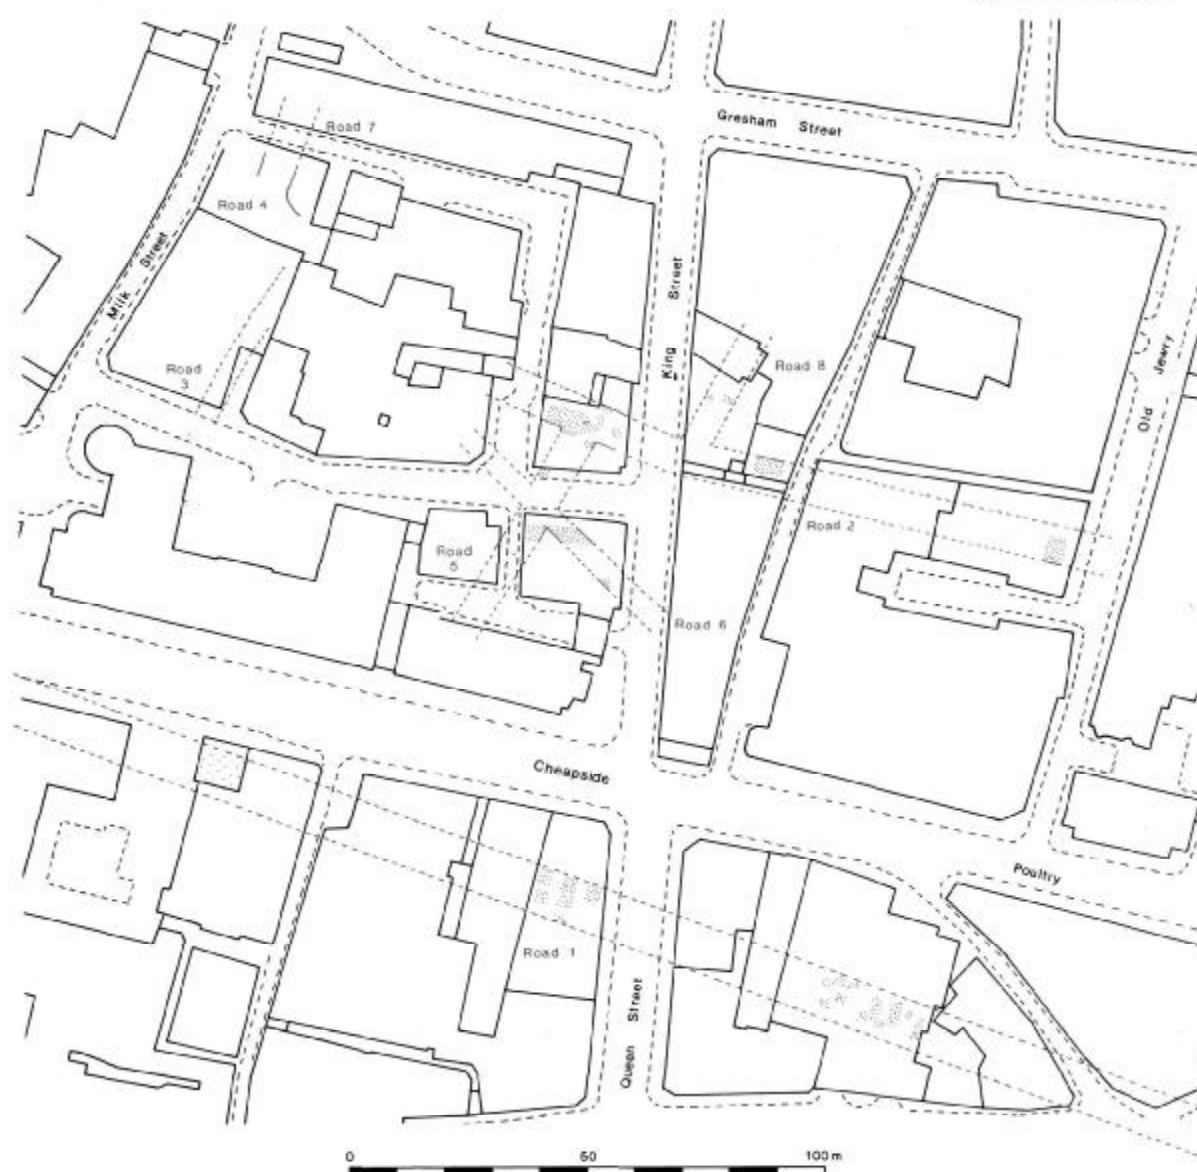 Gresham Street
Road 7
Road 4
Milk Street
King Street
Road 8
Old Jewry
Road
3
Road 2
Road
5
Road 6
Cheapside
Poultry
Road 1
Queen Street
0 50 100m